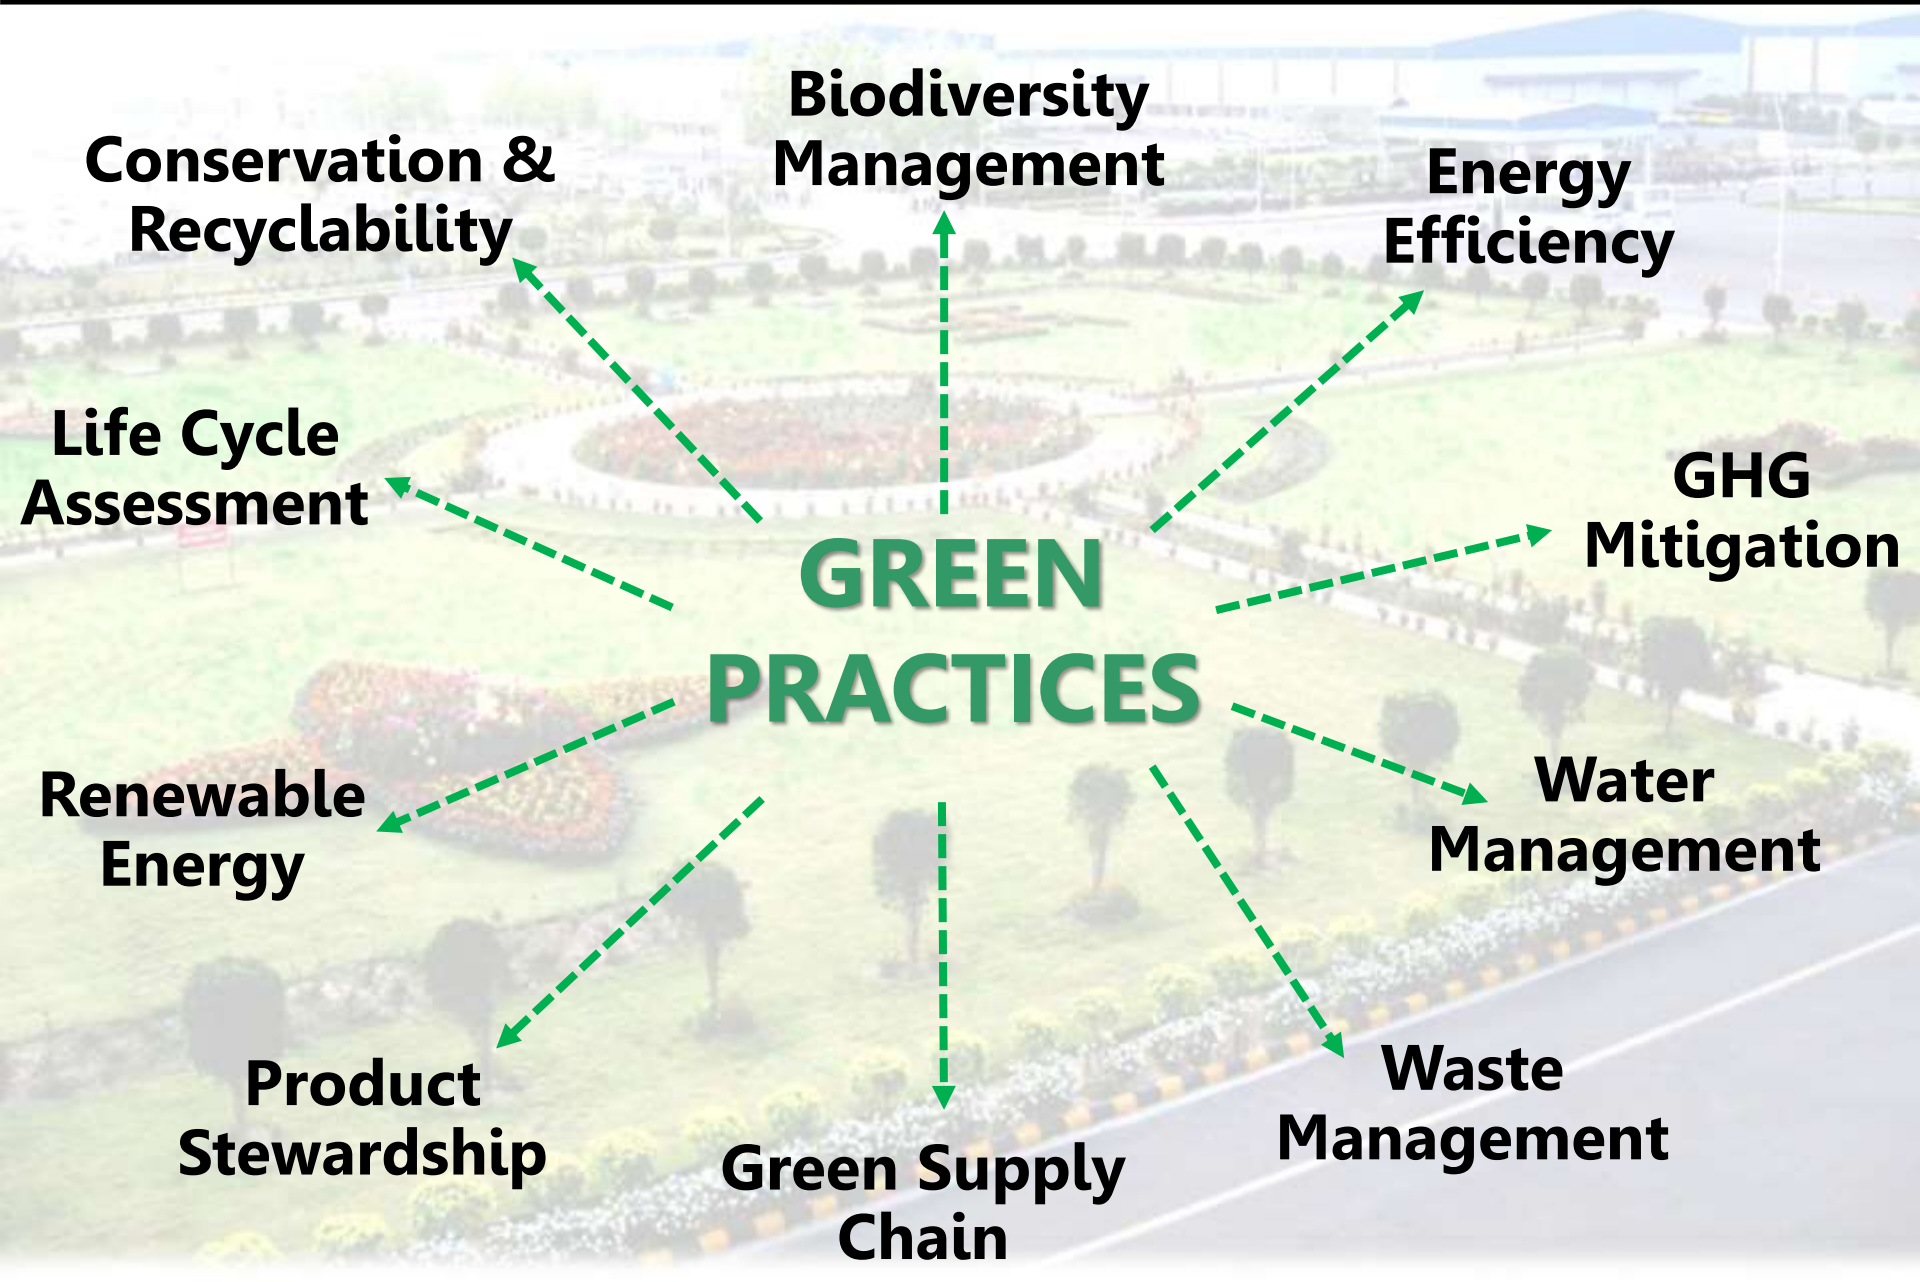 Biodiversity
Management
Conservation &
Recyclability
Energy
Efficiency
Life Cycle
Assessment
GHG
Mitigation
GREEN
PRACTICES
Renewable
Energy
Water
Management
Product
Stewardship
Waste
Management
Green Supply
Chain